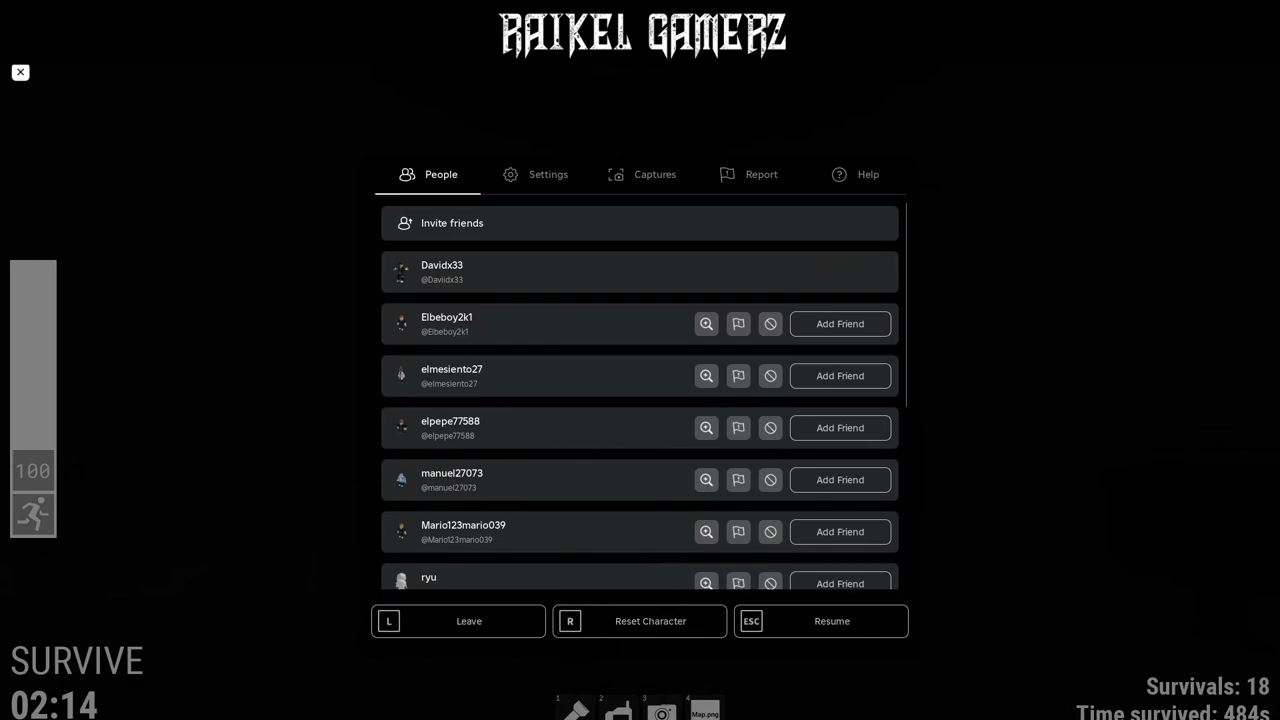 RAIKEL GAMERZ
People
Settings
Captures
Report
Help
Invite friends
Davidx33
@Daviidx33
Elbeboy2k1
@Elbeboy2k1
Add Friend
elmesiento27
@elmesiento27
Add Friend
elpepe77588
@elpepe77588
Add Friend
manuel27073
@manuel27073
Add Friend
Mario123mario039
@Mario123mario039
Add Friend
ryu
Add Friend
100
L Leave
R Reset Character
ESC Resume
SURVIVE
02:14
1
2
3
4
Map.png
Survivals: 18
Time survived: 484s